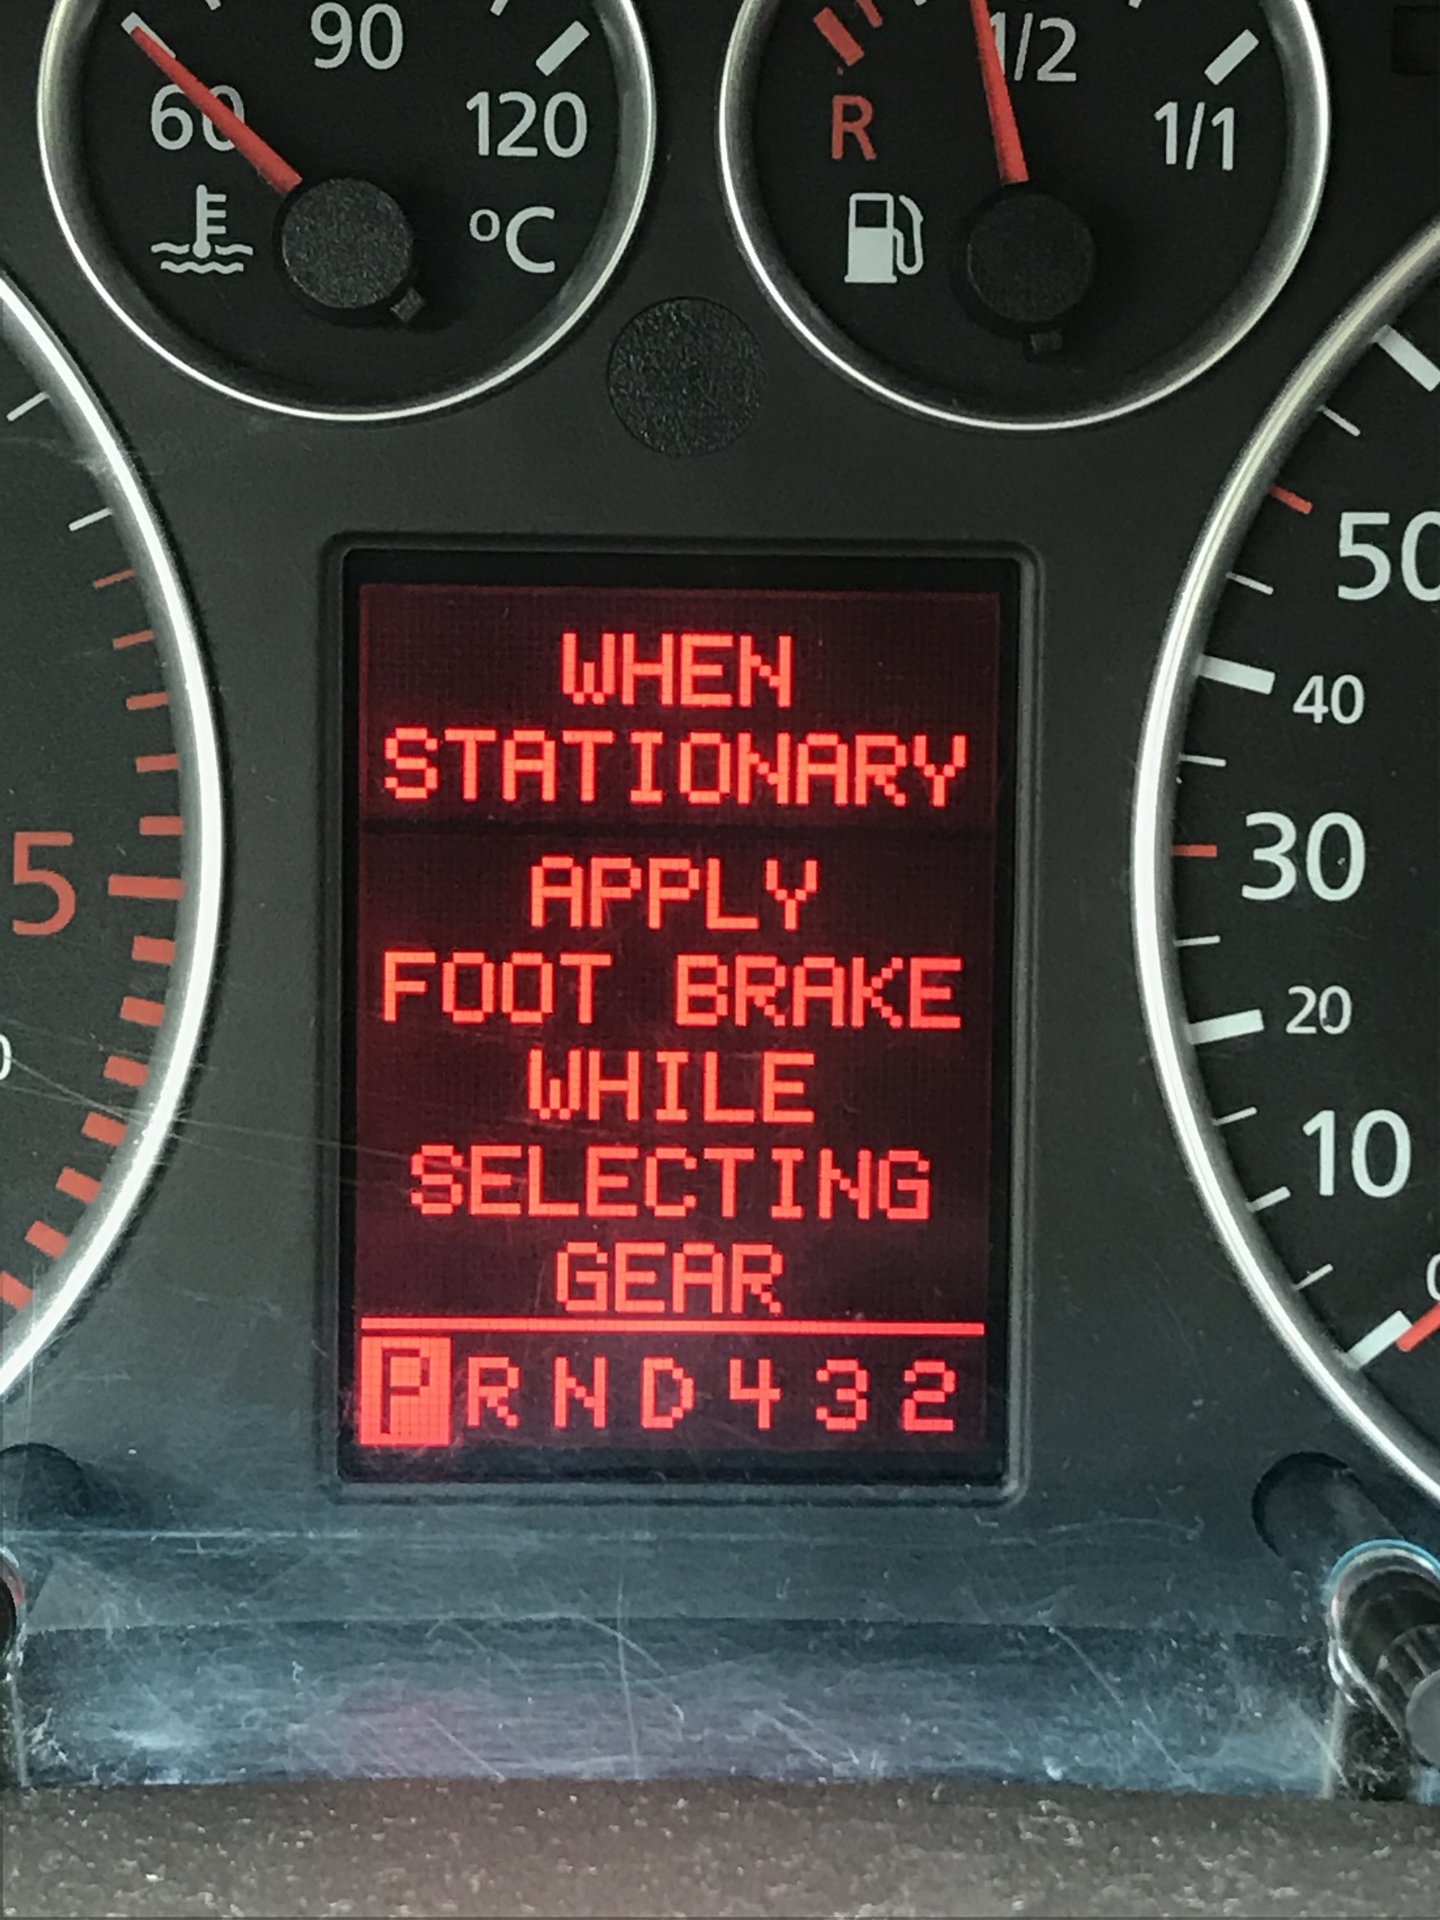 90
60
120
°C
1/2
R
1/1
50
40
30
20
10
5
WHEN
STATIONARY
APPLY
FOOT BRAKE
WHILE
SELECTING
GEAR
P R N D 4 3 2